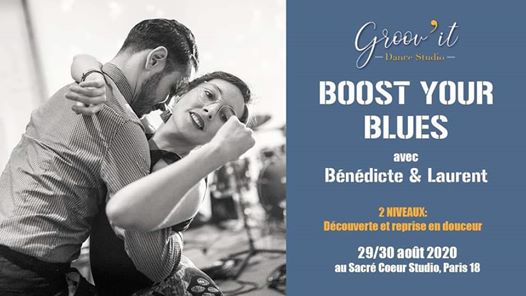 Groov'it
Dance Studio
BOOST YOUR
BLUES
avec
Bénédicte & Laurent
2 NIVEAUX:
Découverte et reprise en douceur
29/30 août 2020
au Sacré Coeur Studio, Paris 18